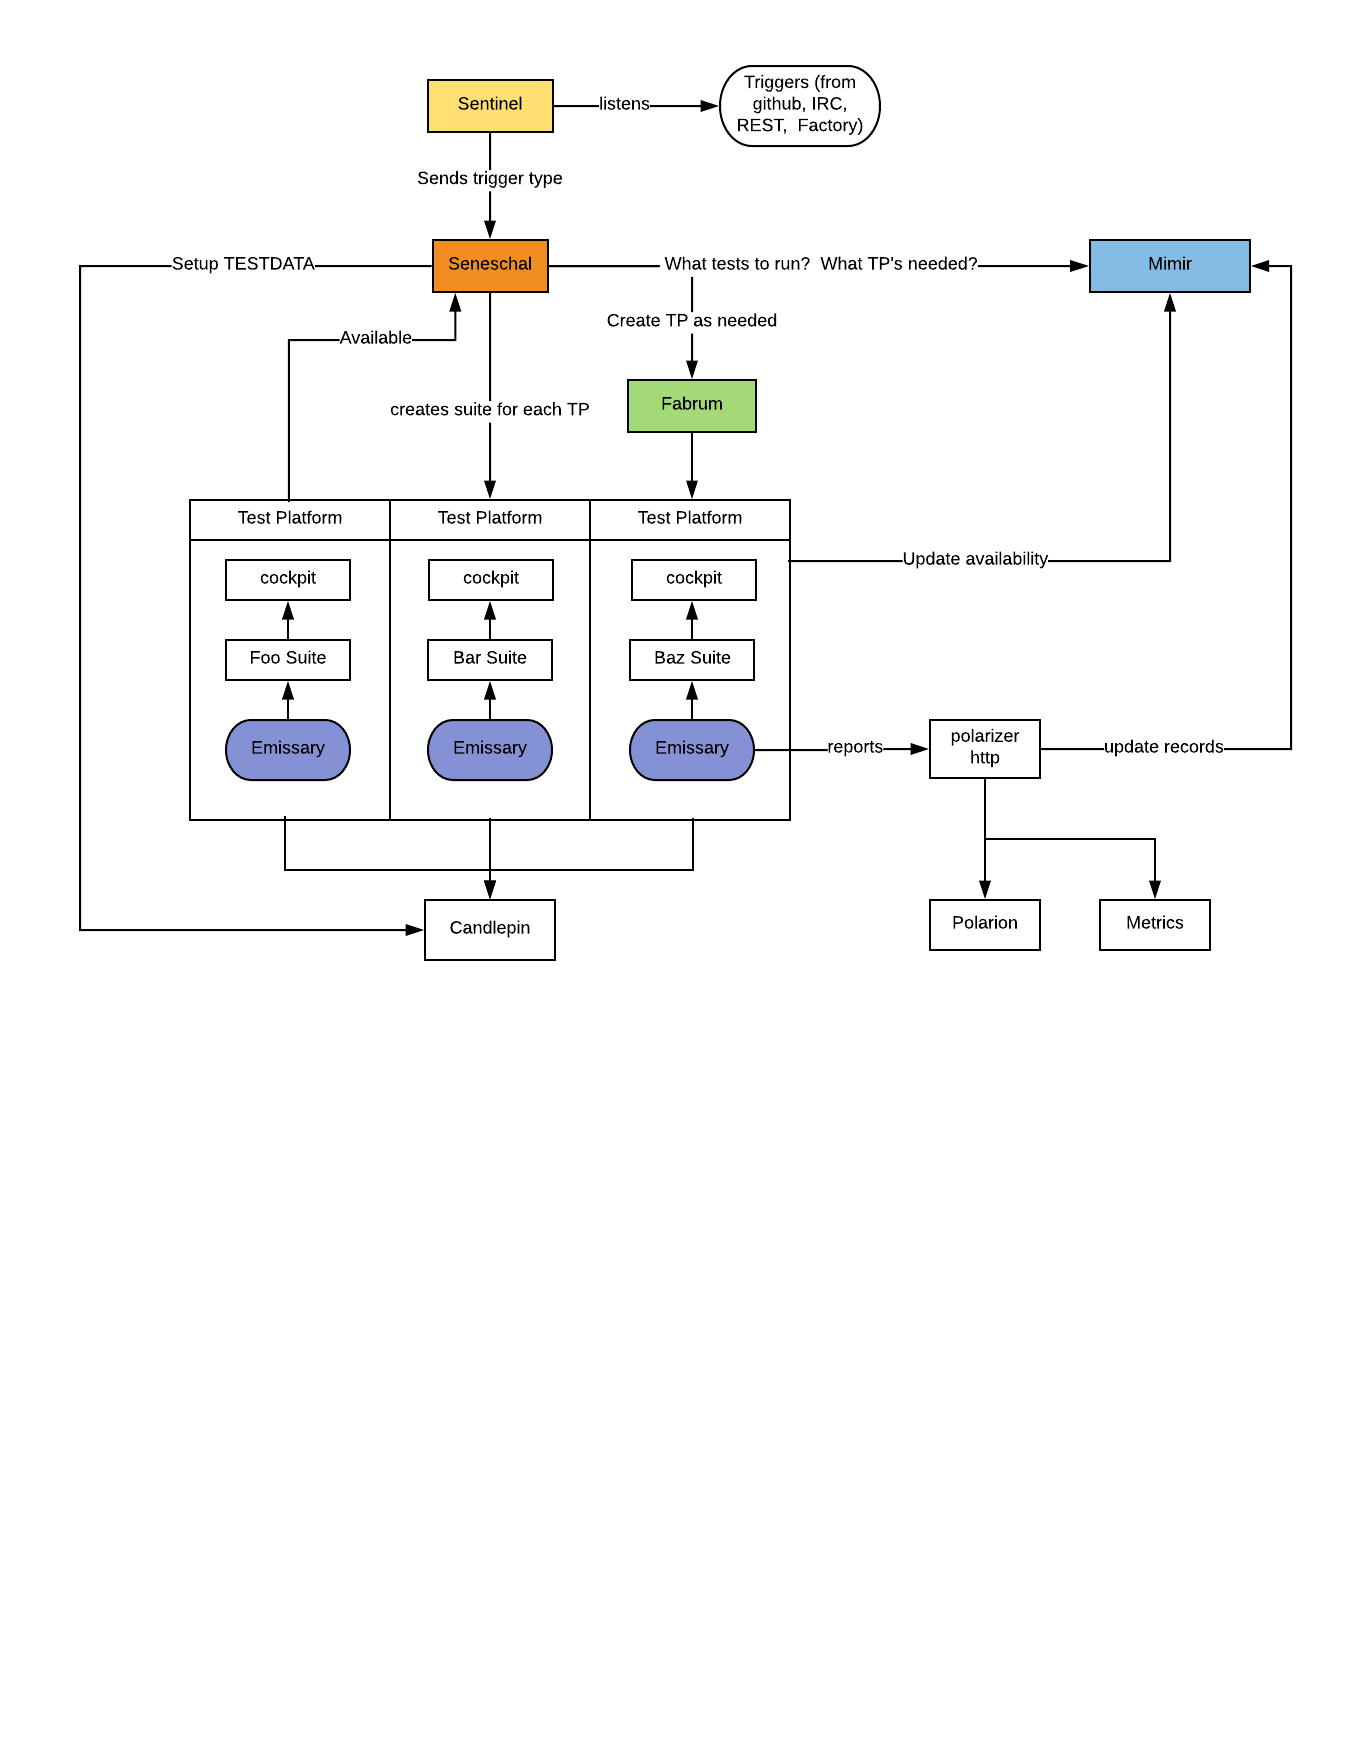 Sentinel
listens
Triggers (from
github, IRC,
REST,  Factory)
Sends trigger type
Setup TESTDATA
Seneschal
What tests to run?  What TP's needed?
Mimir
Available
Create TP as needed
creates suite for each TP
Fabrum
Test Platform
Test Platform
Test Platform
cockpit
cockpit
cockpit
Update availability
Foo Suite
Bar Suite
Baz Suite
Emissary
Emissary
Emissary
reports
polarizer
http
update records
Candlepin
Polarion
Metrics